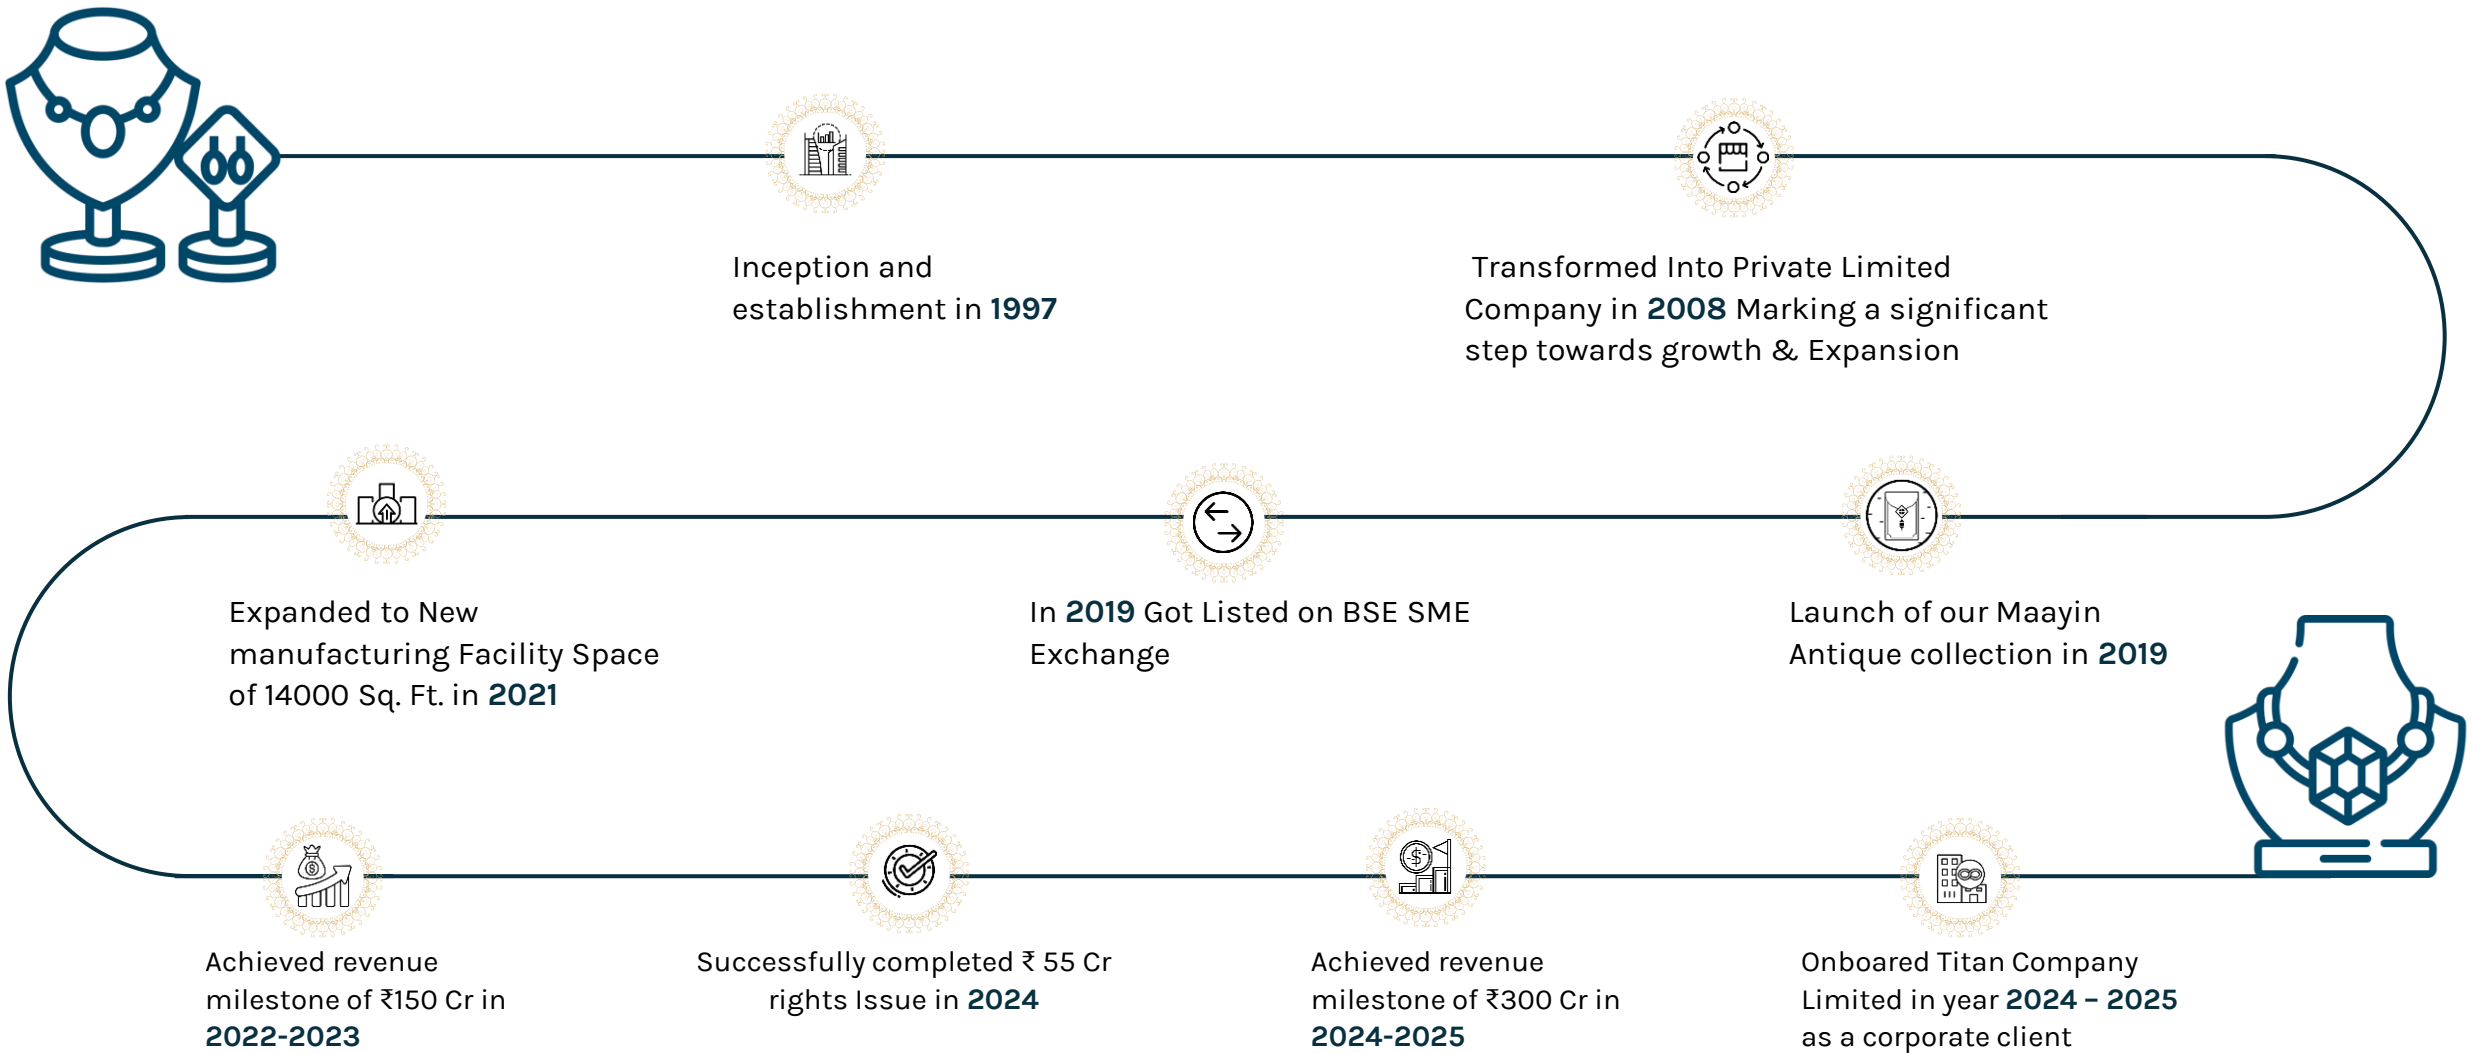 Inception and
establishment in 1997
Transformed Into Private Limited
Company in 2008 Marking a significant
step towards growth & Expansion
Launch of our Maayin
Antique collection in 2019
In 2019 Got Listed on BSE SME
Exchange
Expanded to New
manufacturing Facility Space
of 14000 Sq. Ft. in 2021
Achieved revenue
milestone of ₹150 Cr in
2022-2023
Successfully completed ₹ 55 Cr
rights Issue in 2024
Achieved revenue
milestone of ₹300 Cr in
2024-2025
Onboared Titan Company
Limited in year 2024 – 2025
as a corporate client